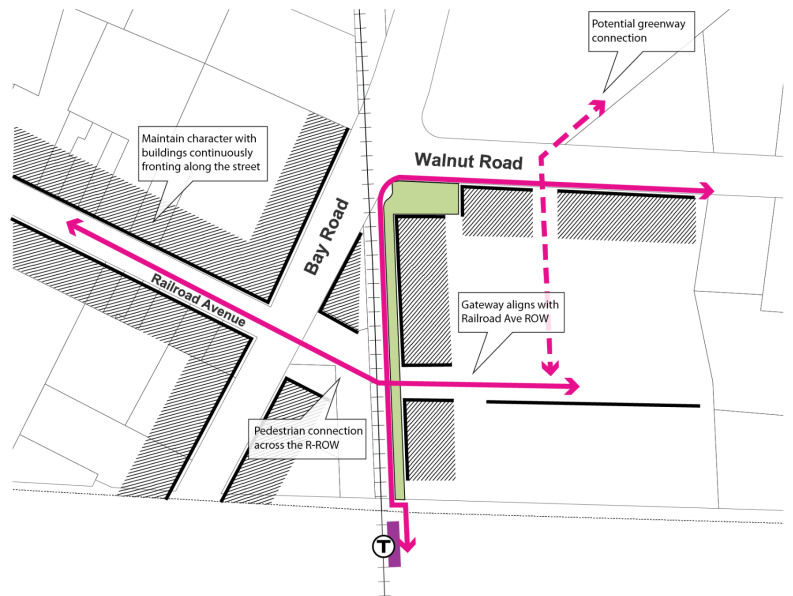 Potential greenway
connection
Maintain character with
buildings continuously
fronting along the street
Walnut Road
Bay Road
Railroad Avenue
Gateway aligns with
Railroad Ave ROW
Pedestrian connection
across the R-ROW
T